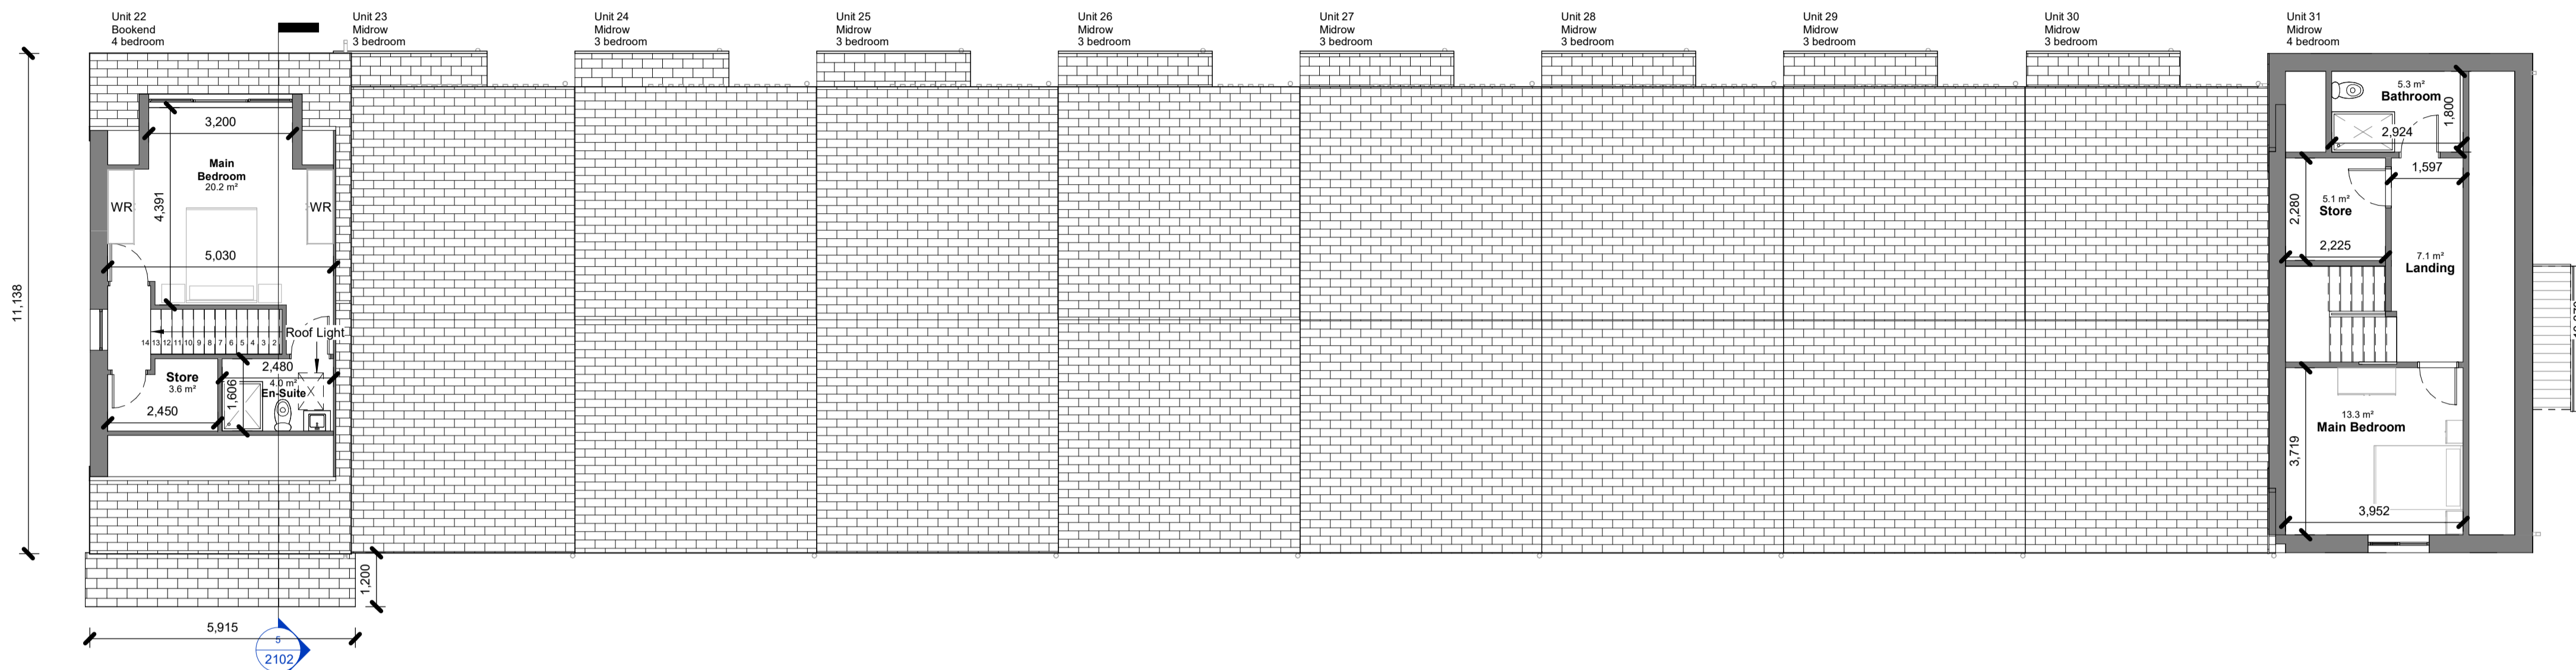 Unit 22
Bookend
4 bedroom
Unit 23
Midrow
3 bedroom
Unit 24
Midrow
3 bedroom
Unit 25
Midrow
3 bedroom
Unit 26
Midrow
3 bedroom
Unit 27
Midrow
3 bedroom
Unit 28
Midrow
3 bedroom
Unit 29
Midrow
3 bedroom
Unit 30
Midrow
3 bedroom
Unit 31
Midrow
4 bedroom
11,138
3,200
Main
Bedroom
20.2 m²
WR
WR
4,391
5,030
Roof Light
14 13 12 11 10 9 8 7 6 5 4 3 2
2,480
Store
3.6 m²
4.0 m²
En-Suite
1,606
2,450
1,200
5,915
5
2102
5.3 m²
Bathroom
1,800
2,924
1,597
5.1 m²
Store
2,280
2,225
7.1 m²
Landing
13.3 m²
Main Bedroom
3,719
3,952